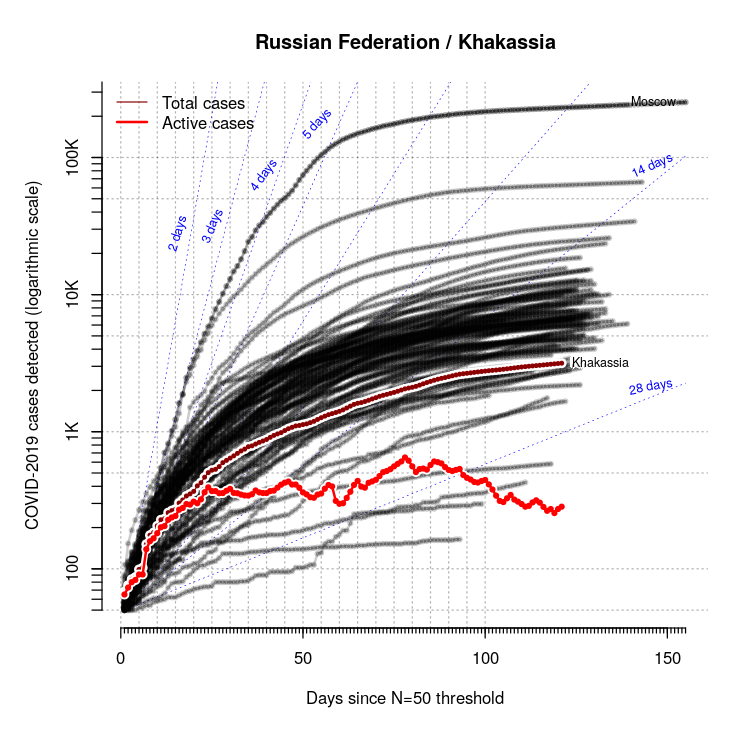 Russian Federation / Khakassia
Total cases
Active cases
Moscow
2 days
3 days
4 days
5 days
14 days
28 days
Khakassia
COVID-2019 cases detected (logarithmic scale)
100K
10K
1K
100
0
50
100
150
Days since N=50 threshold